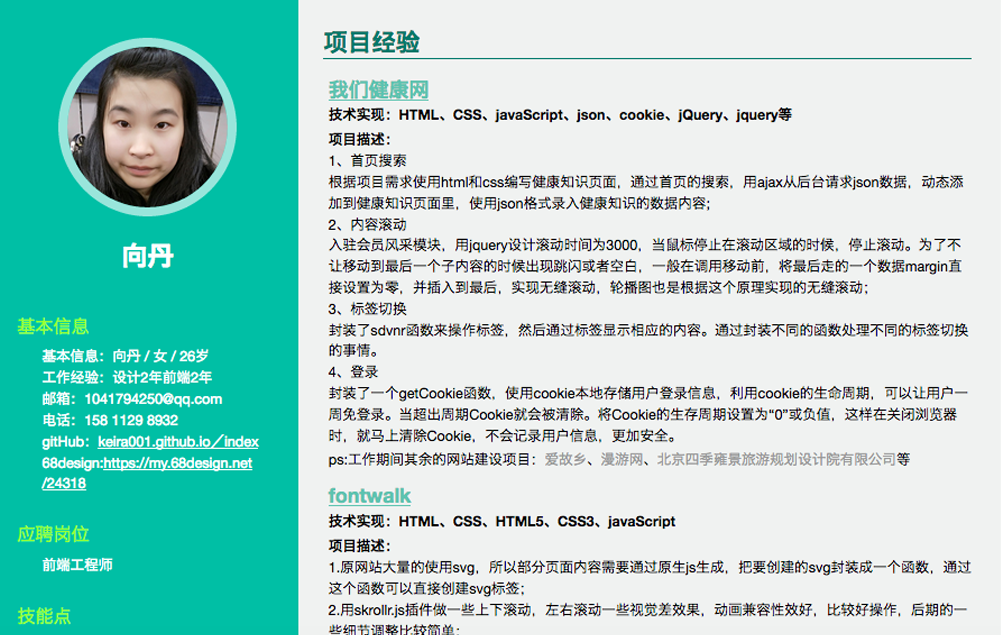 向丹
基本信息
基本信息：向丹 / 女 / 26岁
工作经验：设计2年前端2年
邮箱：1041794250@qq.com
电话：158 1129 8932
gitHub：keira001.github.io／index
68design:https://my.68design.net
/24318
应聘岗位
前端工程师
技能点
项目经验
我们健康网
技术实现：HTML、CSS、javaScript、json、cookie、jQuery、jquery等
项目描述：
1、首页搜索
根据项目需求使用html和css编写健康知识页面，通过首页的搜索，用ajax从后台请求json数据，动态添
加到健康知识页面里，使用json格式录入健康知识的数据内容；
2、内容滚动
入驻会员风采模块，用jquery设计滚动时间为3000，当鼠标停止在滚动区域的时候，停止滚动。为了不
让移动到最后一个子内容的时候出现跳闪或者空白，一般在调用移动前，将最后走的一个数据margin直
接设置为零，并插入到最后，实现无缝滚动，轮播图也是根据这个原理实现的无缝滚动；
3、标签切换
封装了sdvnr函数来操作标签，然后通过标签显示相应的内容。通过封装不同的函数处理不同的标签切换
的事情。
4、登录
封装了一个getCookie函数，使用cookie本地存储用户登录信息，利用cookie的生命周期，可以让用户一
周免登录。当超出周期Cookie就会被清除。将Cookie的生存周期设置为“0”或负值，这样在关闭浏览器
时，就马上清除Cookie，不会记录用户信息，更加安全。
ps:工作期间其余的网站建设项目：爱故乡、漫游网、北京四季雍景旅游规划设计院有限公司等
fontwalk
技术实现：HTML、CSS、HTML5、CSS3、javaScript
项目描述：
1.原网站大量的使用svg，所以部分页面内容需要通过原生js生成，把要创建的svg封装成一个函数，通过
这个函数可以直接创建svg标签；
2.用skrollr.js插件做一些上下滚动，左右滚动一些视觉差效果，动画兼容性效好，比较好操作，后期的一
些细节调整比较简单；